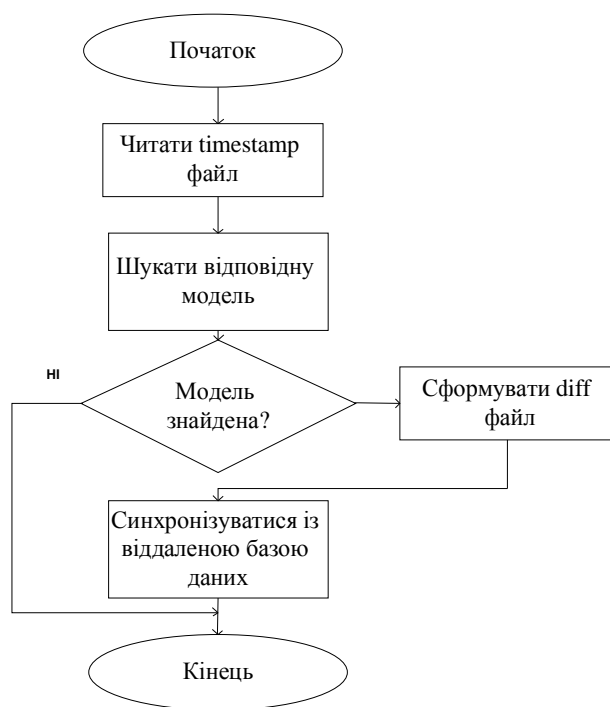 Початок
Читати timestamp
файл
Шукати відповідну
модель
НІ
Модель
знайдена?
Сформувати diff
файл
Синхронізуватися із
віддаленою базою
даних
Кінець